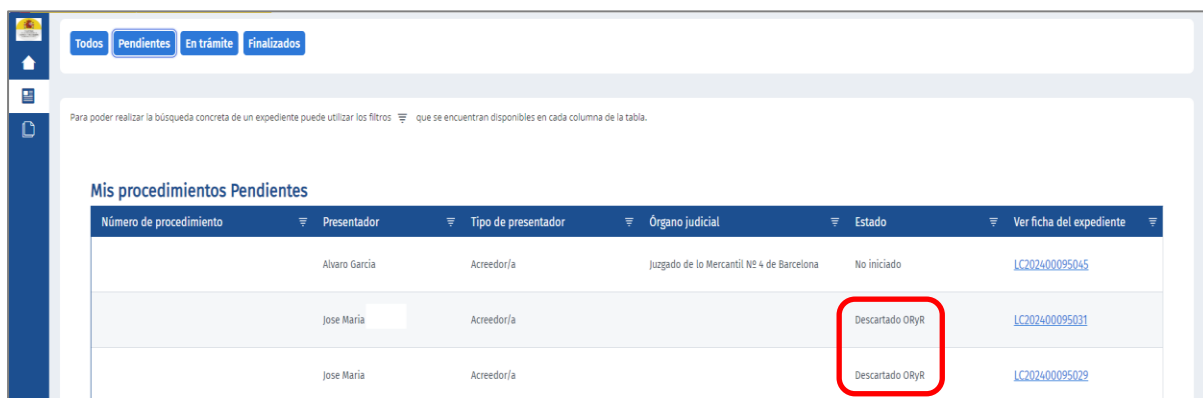 Todos Pendientes En trámite Finalizados
Para poder realizar la búsqueda concreta de un expediente puede utilizar los filtros que se encuentran disponibles en cada columna de la tabla.
Mis procedimientos Pendientes
Número de procedimiento Presentador Tipo de presentador Órgano judicial Estado Ver ficha del expediente
Alvaro Garcia Acreedor/a Juzgado de lo Mercantil Nº 4 de Barcelona No iniciado LC202400095045
Jose Maria Acreedor/a Descartado ORyR LC202400095031
Jose Maria Acreedor/a Descartado ORyR LC202400095029